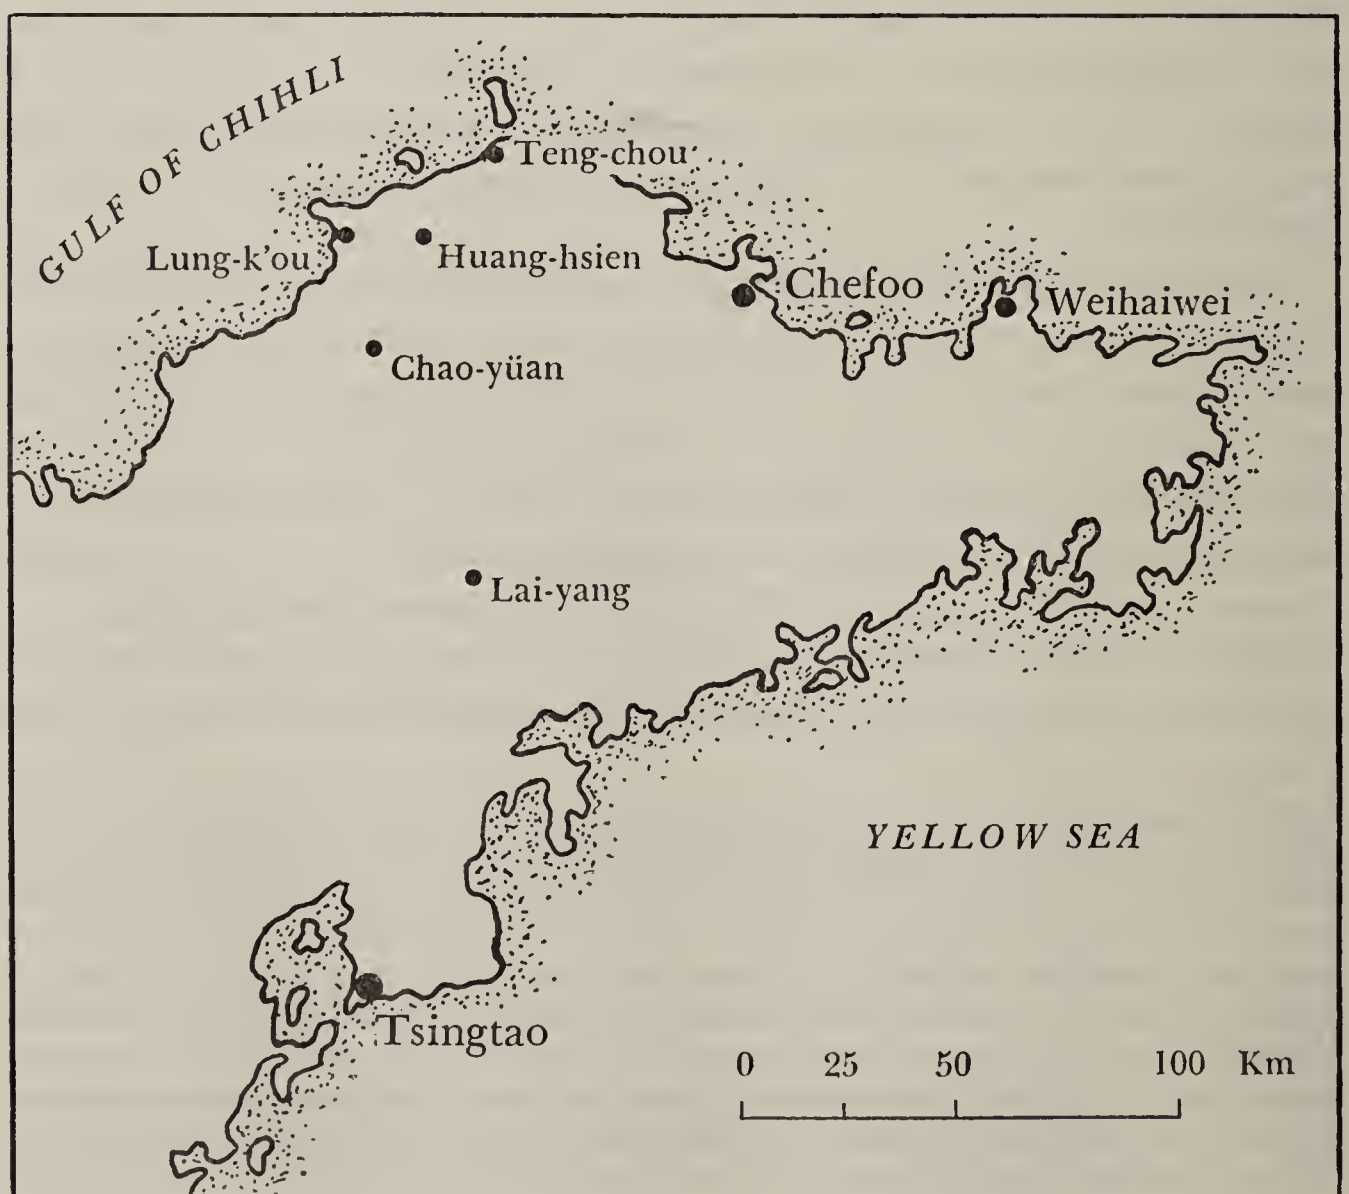 GULF OF CHIHLI
Teng-chou
Lung-k'ou
Huang-hsien
Chefoo
Weihaiwei
Chao-yüan
Lai-yang
YELLOW SEA
Tsingtao
0 25 50 100 Km